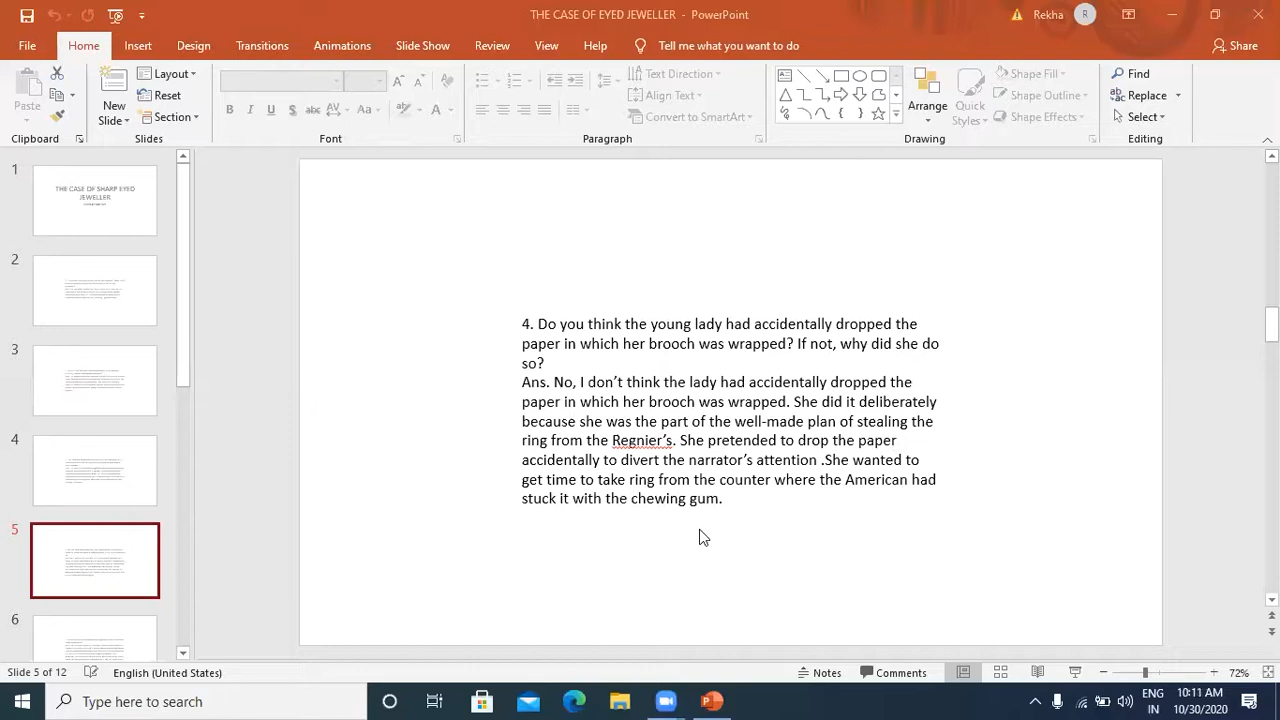 THE CASE OF EYED JEWELLER - PowerPoint
Rekha
R
File Home Insert Design Transitions Animations Slide Show Review View Help Tell me what you want to do Share
Paste
New
Slide
Layout
Reset
Section
B I U S abc AV Aa A
Text Direction
Align Text
Convert to SmartArt
Arrange
Quick
Styles
Shape Fill
Shape Outline
Shape Effects
Find
Replace
Select
Clipboard Slides Font Paragraph Drawing Editing
1
THE CASE OF SHARP EYED
JEWELLER
2
3
4
5
6
4. Do you think the young lady had accidentally dropped the
paper in which her brooch was wrapped? If not, why did she do
so?
Ans. No, I don’t think the lady had accidentally dropped the
paper in which her brooch was wrapped. She did it deliberately
because she was the part of the well-made plan of stealing the
ring from the Regnier’s. She pretended to drop the paper
accidentally to divert the narrator’s attention .She wanted to
get time to take ring from the counter where the American had
stuck it with the chewing gum.
Slide 5 of 12 English (United States) Notes Comments 72%
Type here to search
ENG
IN
10:11 AM
10/30/2020